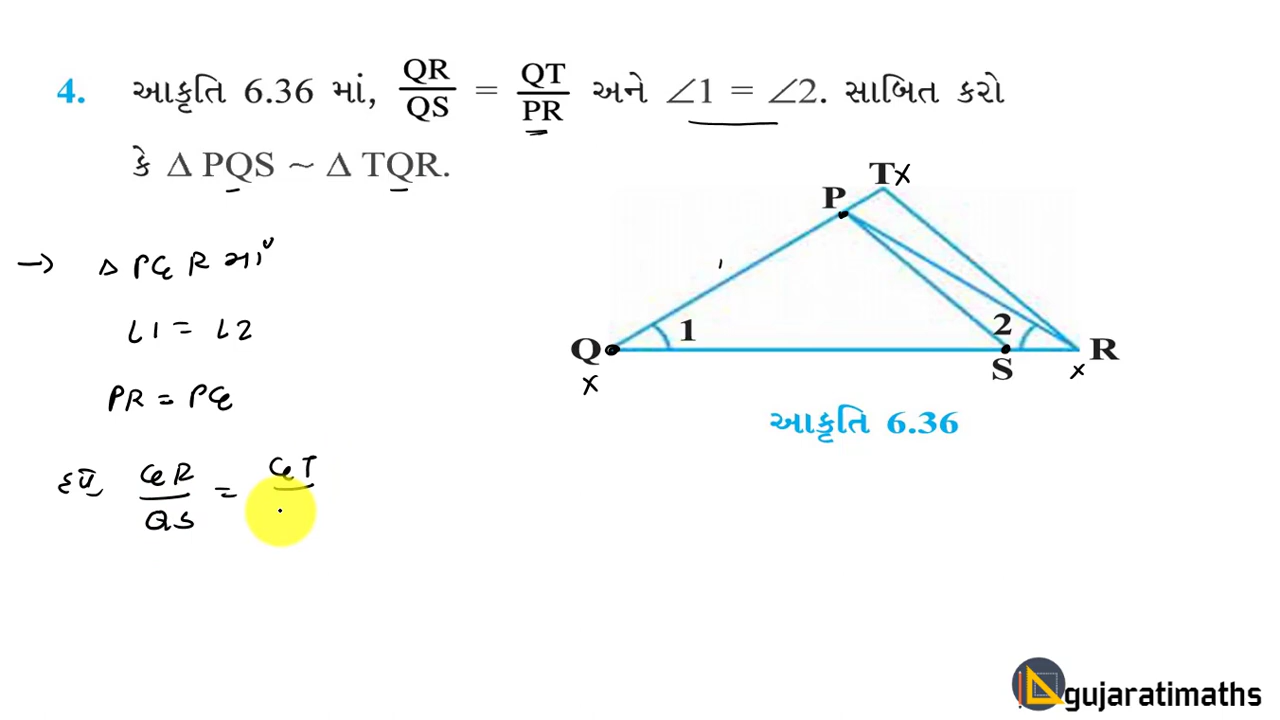 4. આકૃતિ 6.36 માં, QR/QS = QT/PR અને ∠1 = ∠2. સાબિત કરો
કે Δ PQS ~ Δ TQR.
→ Δ PQR માં
∠1 = ∠2
PR = PQ
હવે QR/QS = QT
T x
P
1
2
Q
S
R
x
x
આકૃતિ 6.36
gujaratimaths